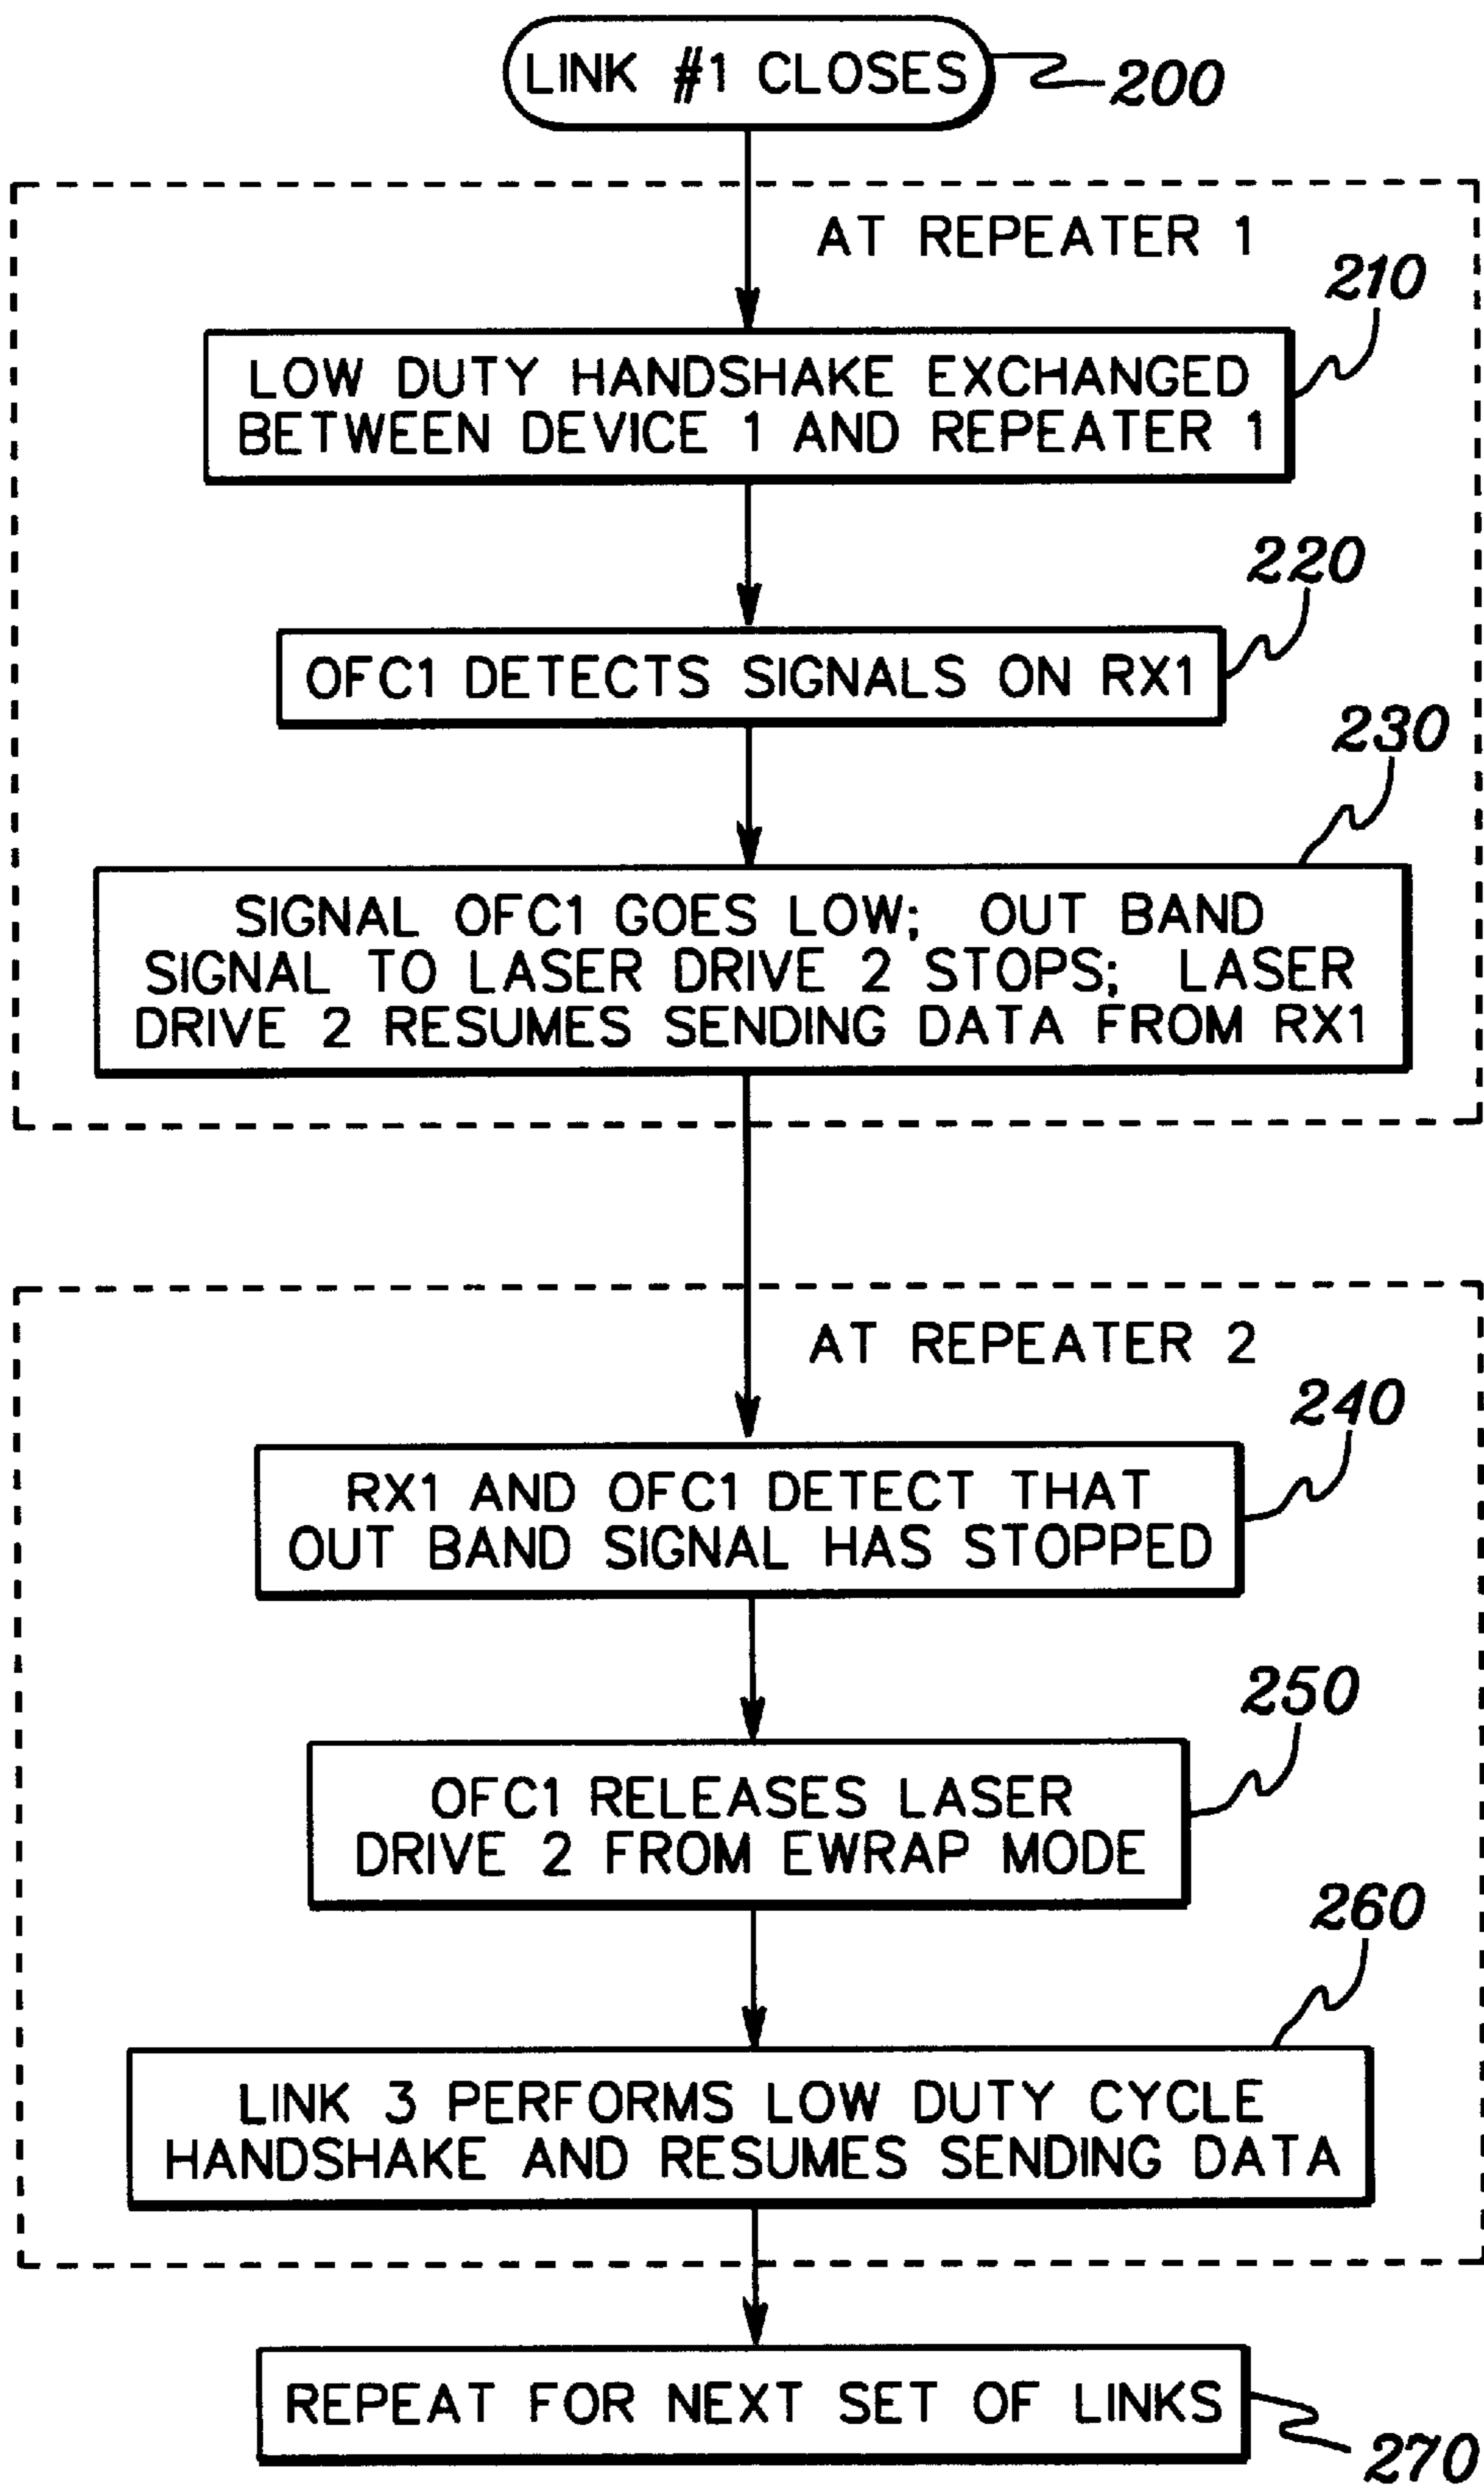 LINK #1 CLOSES
200
AT REPEATER 1
210
LOW DUTY HANDSHAKE EXCHANGED
BETWEEN DEVICE 1 AND REPEATER 1
220
OFC1 DETECTS SIGNALS ON RX1
230
SIGNAL OFC1 GOES LOW; OUT BAND
SIGNAL TO LASER DRIVE 2 STOPS; LASER
DRIVE 2 RESUMES SENDING DATA FROM RX1
AT REPEATER 2
240
RX1 AND OFC1 DETECT THAT
OUT BAND SIGNAL HAS STOPPED
250
OFC1 RELEASES LASER
DRIVE 2 FROM EWRAP MODE
260
LINK 3 PERFORMS LOW DUTY CYCLE
HANDSHAKE AND RESUMES SENDING DATA
REPEAT FOR NEXT SET OF LINKS
270